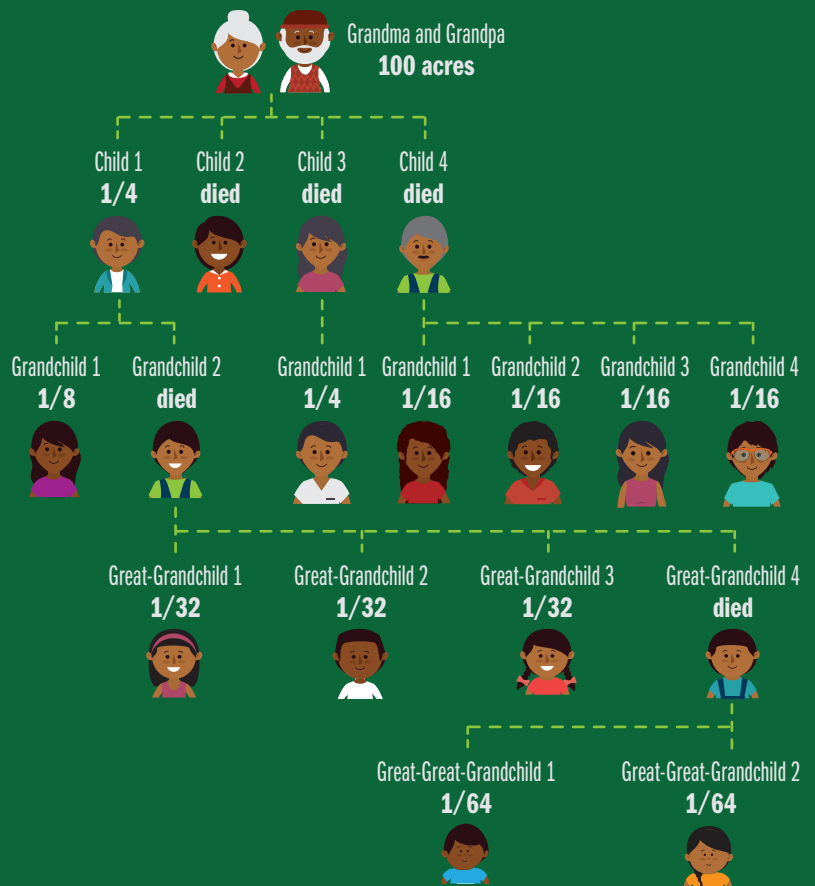 Grandma and Grandpa
100 acres
Child 1
1/4
Child 2
died
Child 3
died
Child 4
died
Grandchild 1
1/8
Grandchild 2
died
Grandchild 1
1/4
Grandchild 1
1/16
Grandchild 2
1/16
Grandchild 3
1/16
Grandchild 4
1/16
Great-Grandchild 1
1/32
Great-Grandchild 2
1/32
Great-Grandchild 3
1/32
Great-Grandchild 4
died
Great-Great-Grandchild 1
1/64
Great-Great-Grandchild 2
1/64